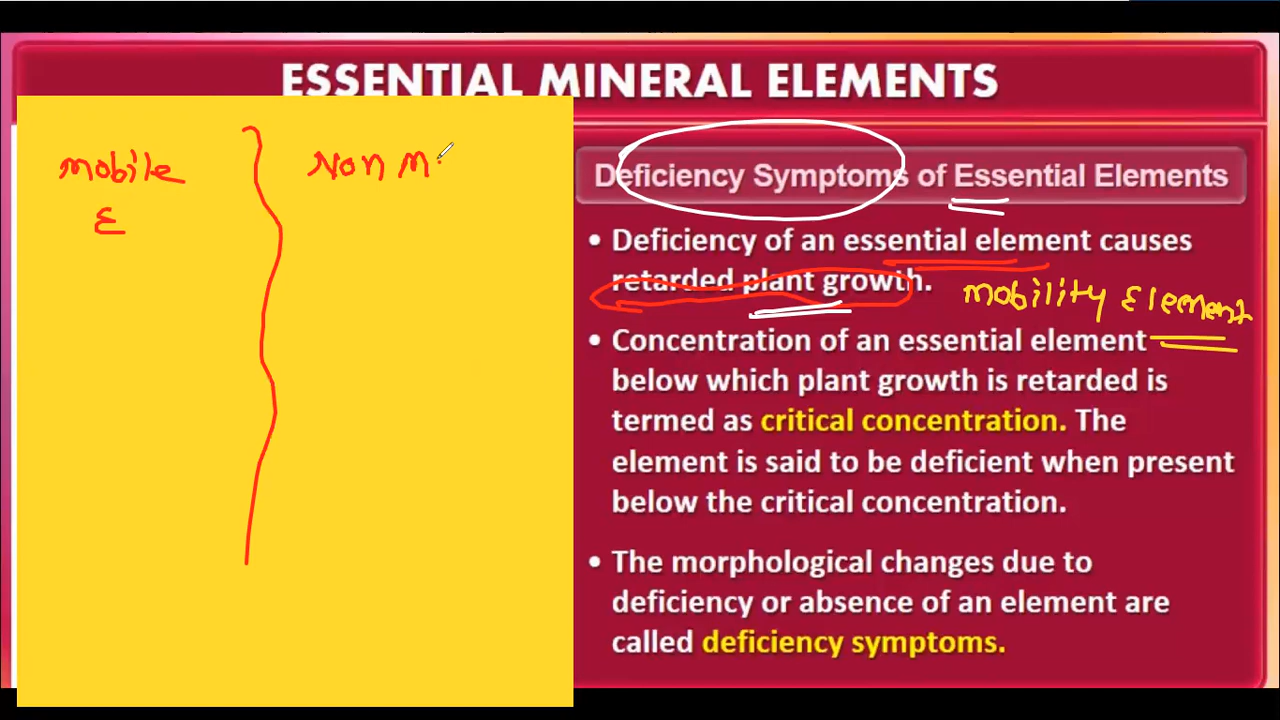 ESSENTIAL MINERAL ELEMENTS
mobile
ε
Non M
Deficiency Symptoms of Essential Elements
• Deficiency of an essential element causes
retarded plant growth.
mobility Element
• Concentration of an essential element
below which plant growth is retarded is
termed as critical concentration. The
element is said to be deficient when present
below the critical concentration.
• The morphological changes due to
deficiency or absence of an element are
called deficiency symptoms.